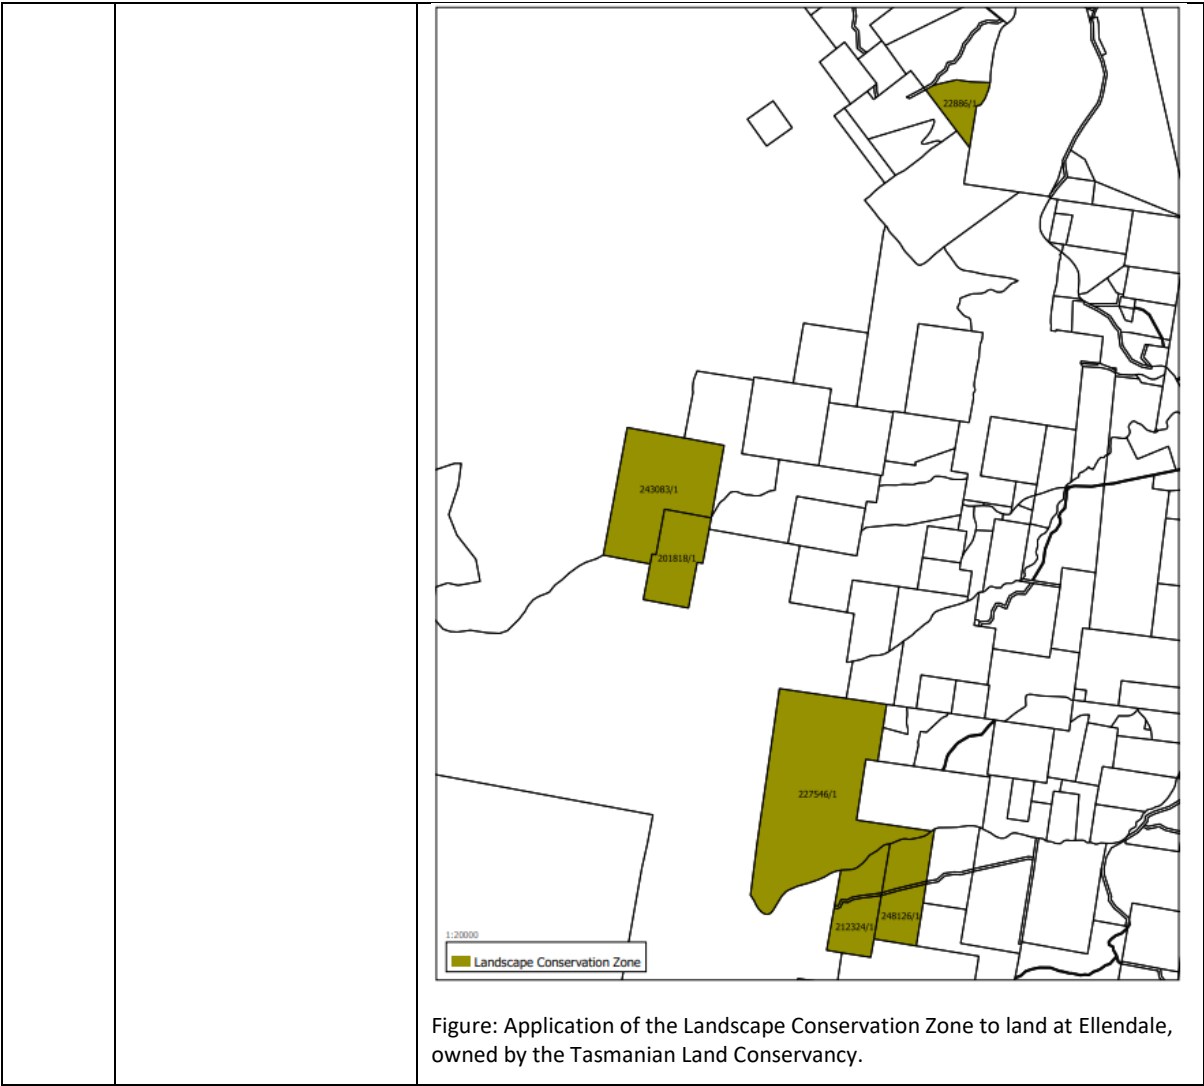 22886/1
243083/1
201818/1
227546/1
248126/1
212324/1
1:20000
Landscape Conservation Zone
Figure: Application of the Landscape Conservation Zone to land at Ellendale,
owned by the Tasmanian Land Conservancy.